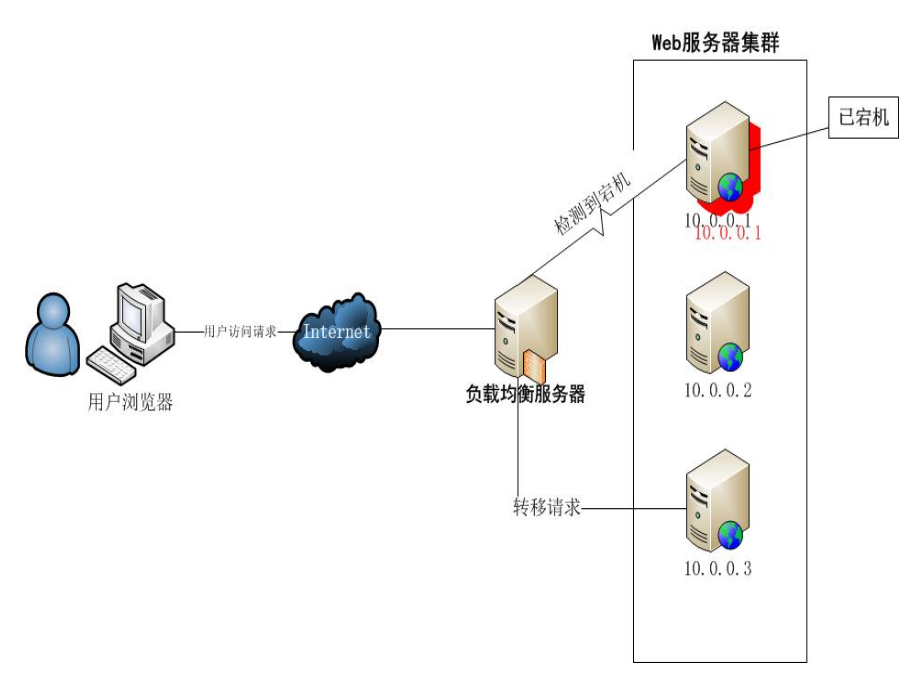 Web服务器集群
已宕机
检测到宕机
10.0.0.1
10.0.0.1
用户访问请求
Internet
10.0.0.2
负载均衡服务器
用户浏览器
转移请求
10.0.0.3